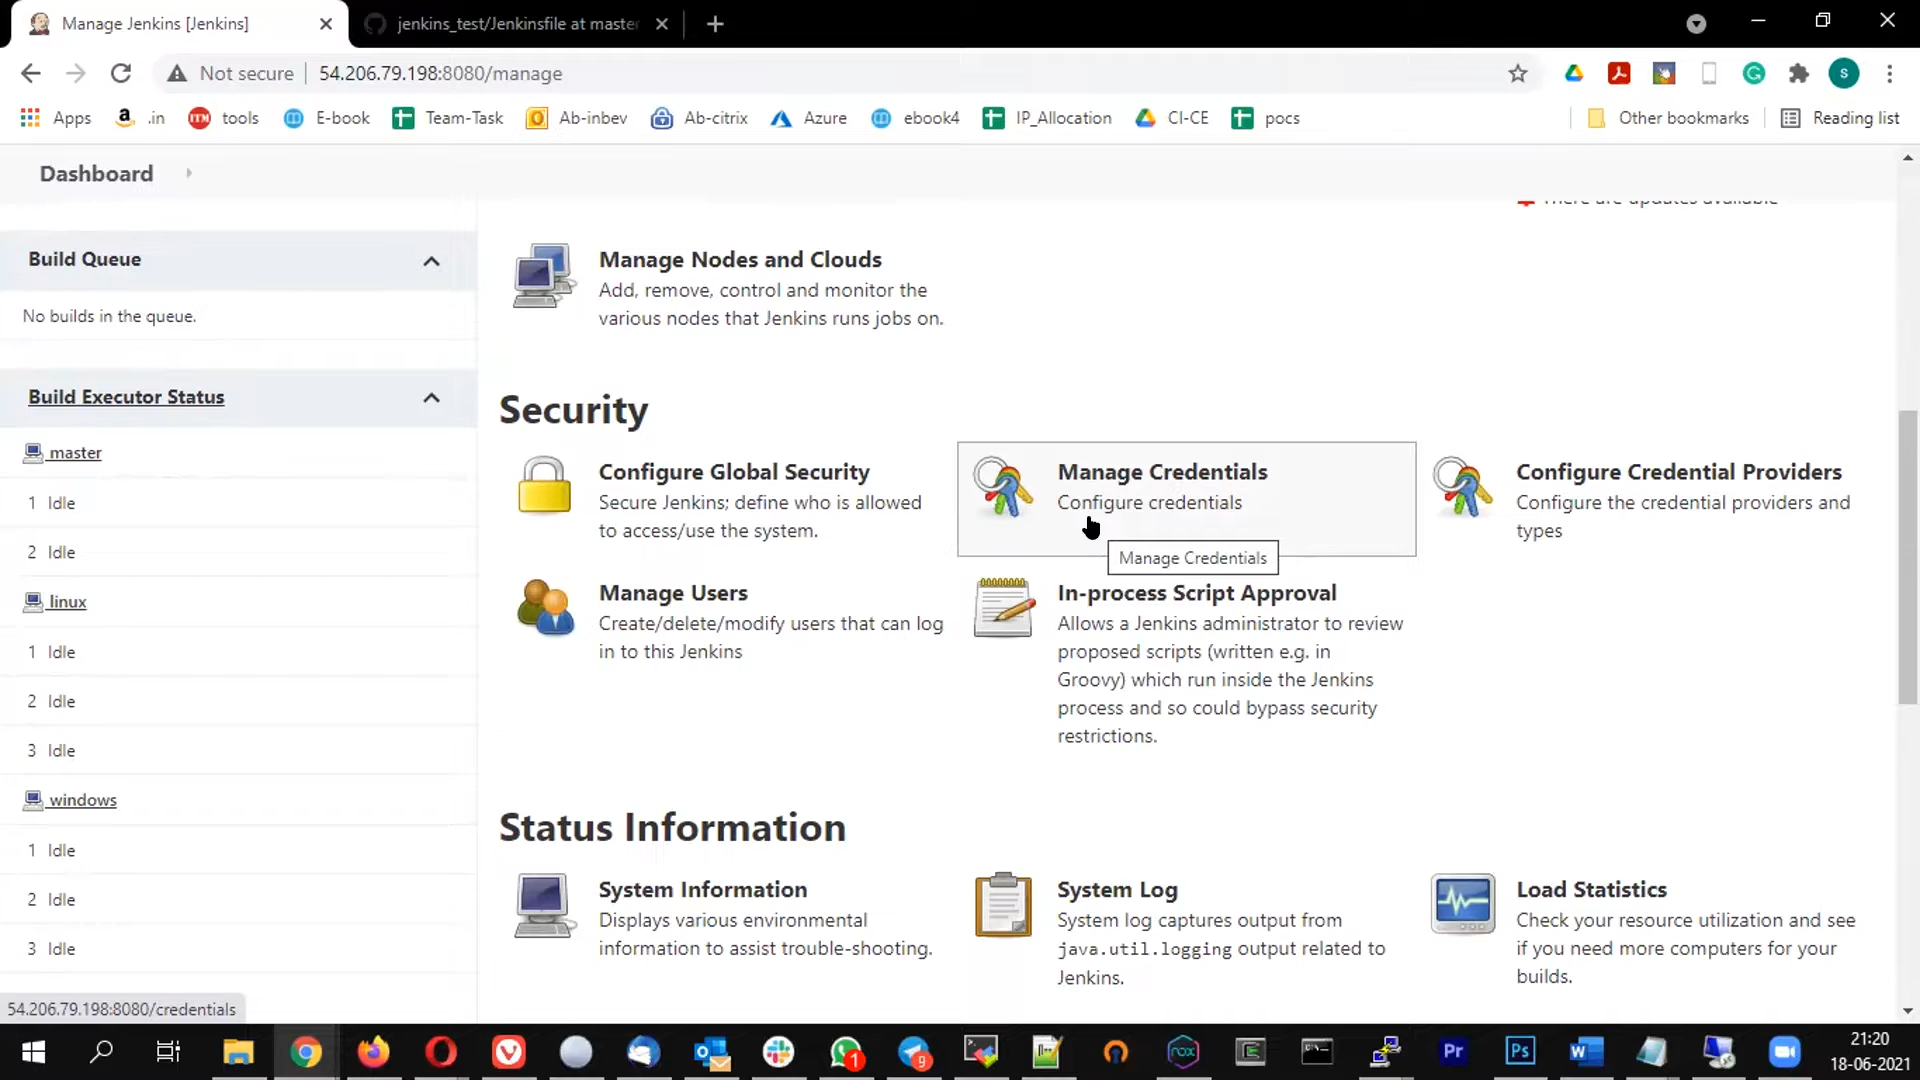 Manage Jenkins [Jenkins]
jenkins_test/Jenkinsfile at master
Not secure
54.206.79.198:8080/manage
S
Apps
.in
tools
E-book
Team-Task
Ab-inbev
Ab-citrix
Azure
ebook4
IP_Allocation
CI-CE
pocs
Other bookmarks
Reading list
Dashboard
There are updates available
Build Queue
No builds in the queue.
Build Executor Status
master
1 Idle
2 Idle
linux
1 Idle
2 Idle
3 Idle
windows
1 Idle
2 Idle
3 Idle
Manage Nodes and Clouds
Add, remove, control and monitor the
various nodes that Jenkins runs jobs on.
Security
Configure Global Security
Secure Jenkins; define who is allowed
to access/use the system.
Manage Credentials
Configure credentials
Manage Credentials
Configure Credential Providers
Configure the credential providers and
types
Manage Users
Create/delete/modify users that can log
in to this Jenkins
In-process Script Approval
Allows a Jenkins administrator to review
proposed scripts (written e.g. in
Groovy) which run inside the Jenkins
process and so could bypass security
restrictions.
Status Information
System Information
Displays various environmental
information to assist trouble-shooting.
System Log
System log captures output from
java.util.logging output related to
Jenkins.
Load Statistics
Check your resource utilization and see
if you need more computers for your
builds.
54.206.79.198:8080/credentials
1
9
nox
Pr
Ps
W
21:20
18-06-2021